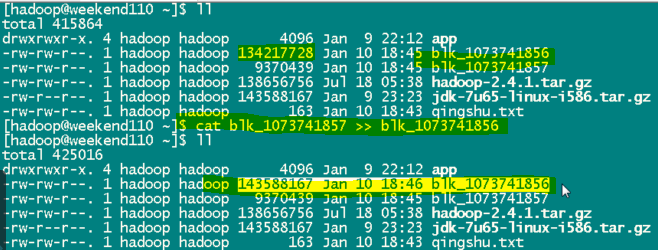 [hadoop@weekend110 ~]$ ll
total 415864
drwxrwxr-x. 4 hadoop hadoop 4096 Jan 9 22:12 app
-rw-rw-r--. 1 hadoop hadoop 134217728 Jan 10 18:45 blk_1073741856
-rw-rw-r--. 1 hadoop hadoop 9370439 Jan 10 18:45 blk_1073741857
-rw-rw-r--. 1 hadoop hadoop 138656756 Jul 18 05:38 hadoop-2.4.1.tar.gz
-rw-rw-r--. 1 hadoop hadoop 143588167 Jan 9 23:23 jdk-7u65-linux-i586.tar.gz
-rw-rw-r--. 1 hadoop hadoop 163 Jan 10 18:43 qingshu.txt
[hadoop@weekend110 ~]$ cat blk_1073741857 >> blk_1073741856
[hadoop@weekend110 ~]$ ll
total 425016
drwxrwxr-x. 4 hadoop hadoop 4096 Jan 9 22:12 app
-rw-rw-r--. 1 hadoop hadoop 143588167 Jan 10 18:46 blk_1073741856
-rw-rw-r--. 1 hadoop hadoop 9370439 Jan 10 18:45 blk_1073741857
-rw-rw-r--. 1 hadoop hadoop 138656756 Jul 18 05:38 hadoop-2.4.1.tar.gz
-rw-rw-r--. 1 hadoop hadoop 143588167 Jan 9 23:23 jdk-7u65-linux-i586.tar.gz
-rw-rw-r--. 1 hadoop hadoop 163 Jan 10 18:43 qingshu.txt